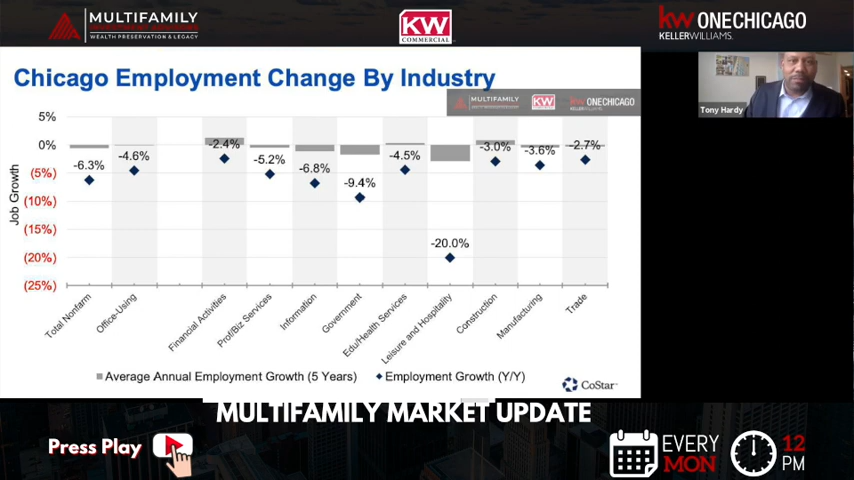 MULTIFAMILY
WEALTH PRESERVATION & LEGACY
KW
COMMERCIAL
kw ONECHICAGO
KELLERWILLIAMS.
Chicago Employment Change By Industry
MULTIFAMILY
KW
kw ONECHICAGO
Tony Hardy
Job Growth
5%
0%
(5%)
(10%)
(15%)
(20%)
(25%)
-6.3%
-4.6%
-2.4%
-5.2%
-6.8%
-9.4%
-4.5%
-20.0%
-3.0%
-3.6%
-2.7%
Total Nonfarm
Office-Using
Financial Activities
Prof/Biz Services
Information
Government
Edu/Health Services
Leisure and Hospitality
Construction
Manufacturing
Trade
Average Annual Employment Growth (5 Years)
Employment Growth (Y/Y)
CoStar
MULTIFAMILY MARKET UPDATE
Press Play
EVERY
MON
12
PM